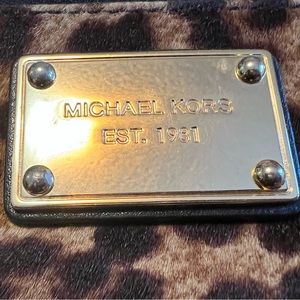 MICHAEL KORS
EST. 1981